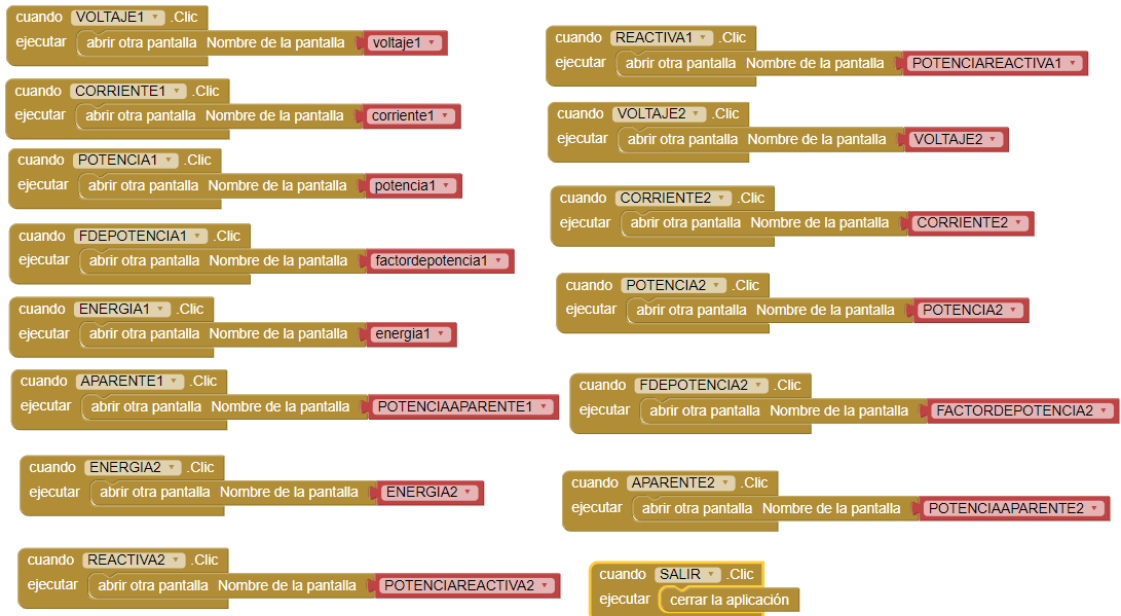 cuando VOLTAJE1 .Clic
ejecutar abrir otra pantalla Nombre de la pantalla voltaje1
cuando CORRIENTE1 .Clic
ejecutar abrir otra pantalla Nombre de la pantalla corriente1
cuando POTENCIA1 .Clic
ejecutar abrir otra pantalla Nombre de la pantalla potencia1
cuando FDEPOTENCIA1 .Clic
ejecutar abrir otra pantalla Nombre de la pantalla factordepotencia1
cuando ENERGIA1 .Clic
ejecutar abrir otra pantalla Nombre de la pantalla energia1
cuando APARENTE1 .Clic
ejecutar abrir otra pantalla Nombre de la pantalla POTENCIAAPARENTE1
cuando ENERGIA2 .Clic
ejecutar abrir otra pantalla Nombre de la pantalla ENERGIA2
cuando REACTIVA2 .Clic
ejecutar abrir otra pantalla Nombre de la pantalla POTENCIAREACTIVA2
cuando REACTIVA1 .Clic
ejecutar abrir otra pantalla Nombre de la pantalla POTENCIAREACTIVA1
cuando VOLTAJE2 .Clic
ejecutar abrir otra pantalla Nombre de la pantalla VOLTAJE2
cuando CORRIENTE2 .Clic
ejecutar abrir otra pantalla Nombre de la pantalla CORRIENTE2
cuando POTENCIA2 .Clic
ejecutar abrir otra pantalla Nombre de la pantalla POTENCIA2
cuando FDEPOTENCIA2 .Clic
ejecutar abrir otra pantalla Nombre de la pantalla FACTORDEPOTENCIA2
cuando APARENTE2 .Clic
ejecutar abrir otra pantalla Nombre de la pantalla POTENCIAAPARENTE2
cuando SALIR .Clic
ejecutar cerrar la aplicación